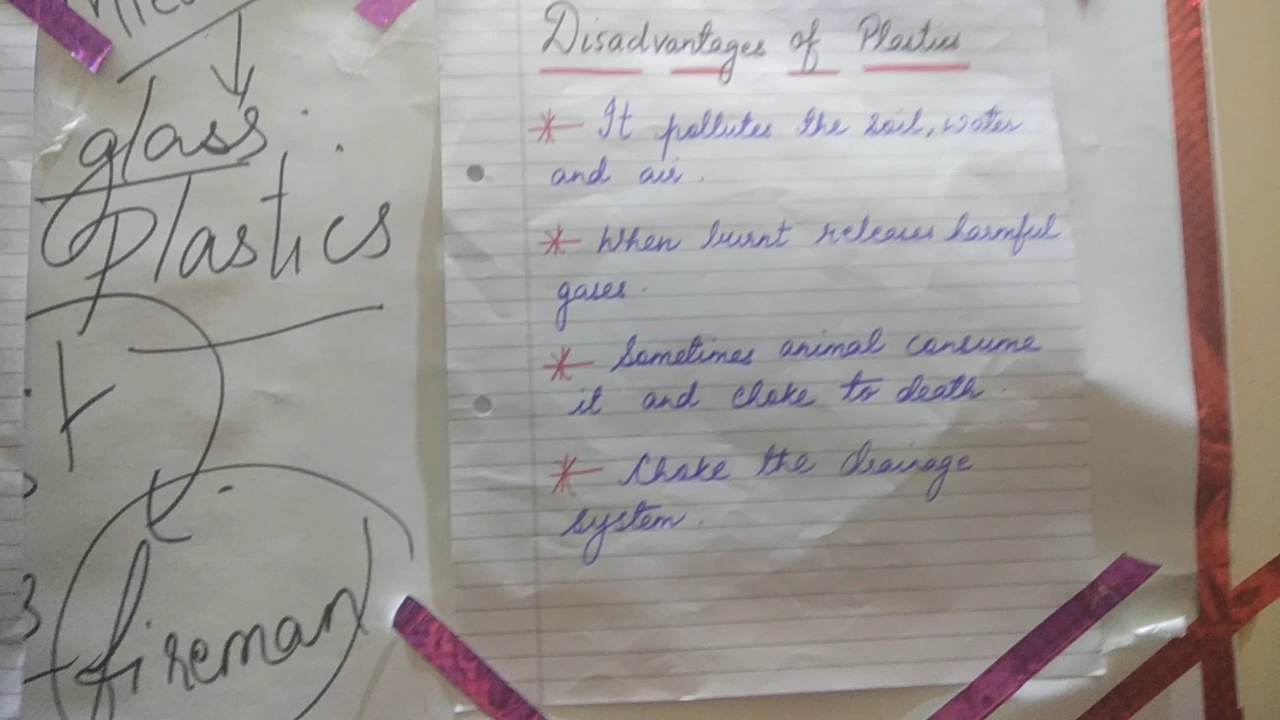 glass
Plastics
fireman
Disadvantages of Plastics
* It pollutes the soil, water
and air.
* When burnt releases harmful
gases.
* Sometimes animal consume
it and choke to death.
* Choke the drainage
system.